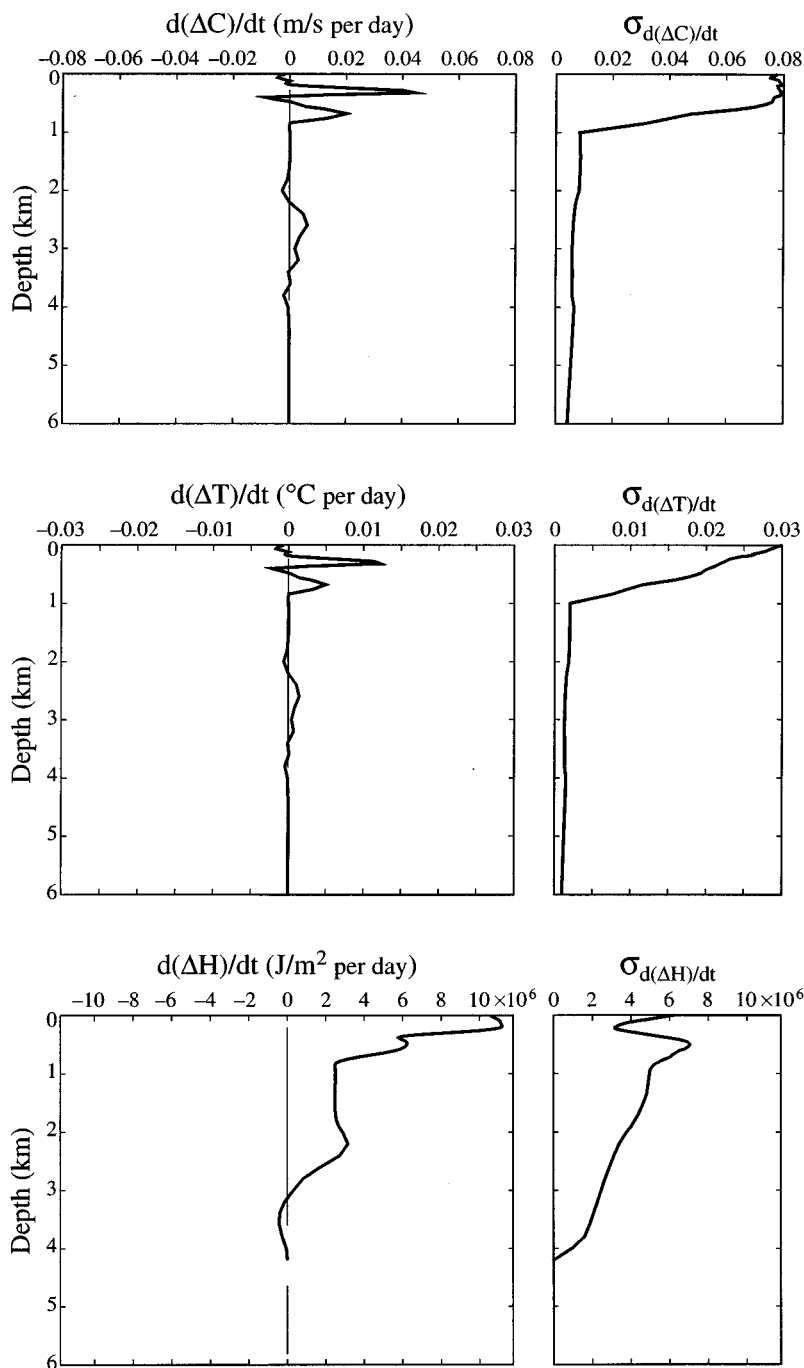 d(ΔC)/dt (m/s per day)
−0.08 −0.06 −0.04 −0.02 0 0.02 0.04 0.06 0.08
0
1
2
3
4
5
6
Depth (km)
σd(ΔC)/dt
0 0.02 0.04 0.06 0.08
d(ΔT)/dt (°C per day)
−0.03 −0.02 −0.01 0 0.01 0.02 0.03
0
1
2
3
4
5
6
Depth (km)
σd(ΔT)/dt
0 0.01 0.02 0.03
d(ΔH)/dt (J/m² per day)
−10 −8 −6 −4 −2 0 2 4 6 8 10×10⁶
0
1
2
3
4
5
6
Depth (km)
σd(ΔH)/dt
0 2 4 6 8 10×10⁶